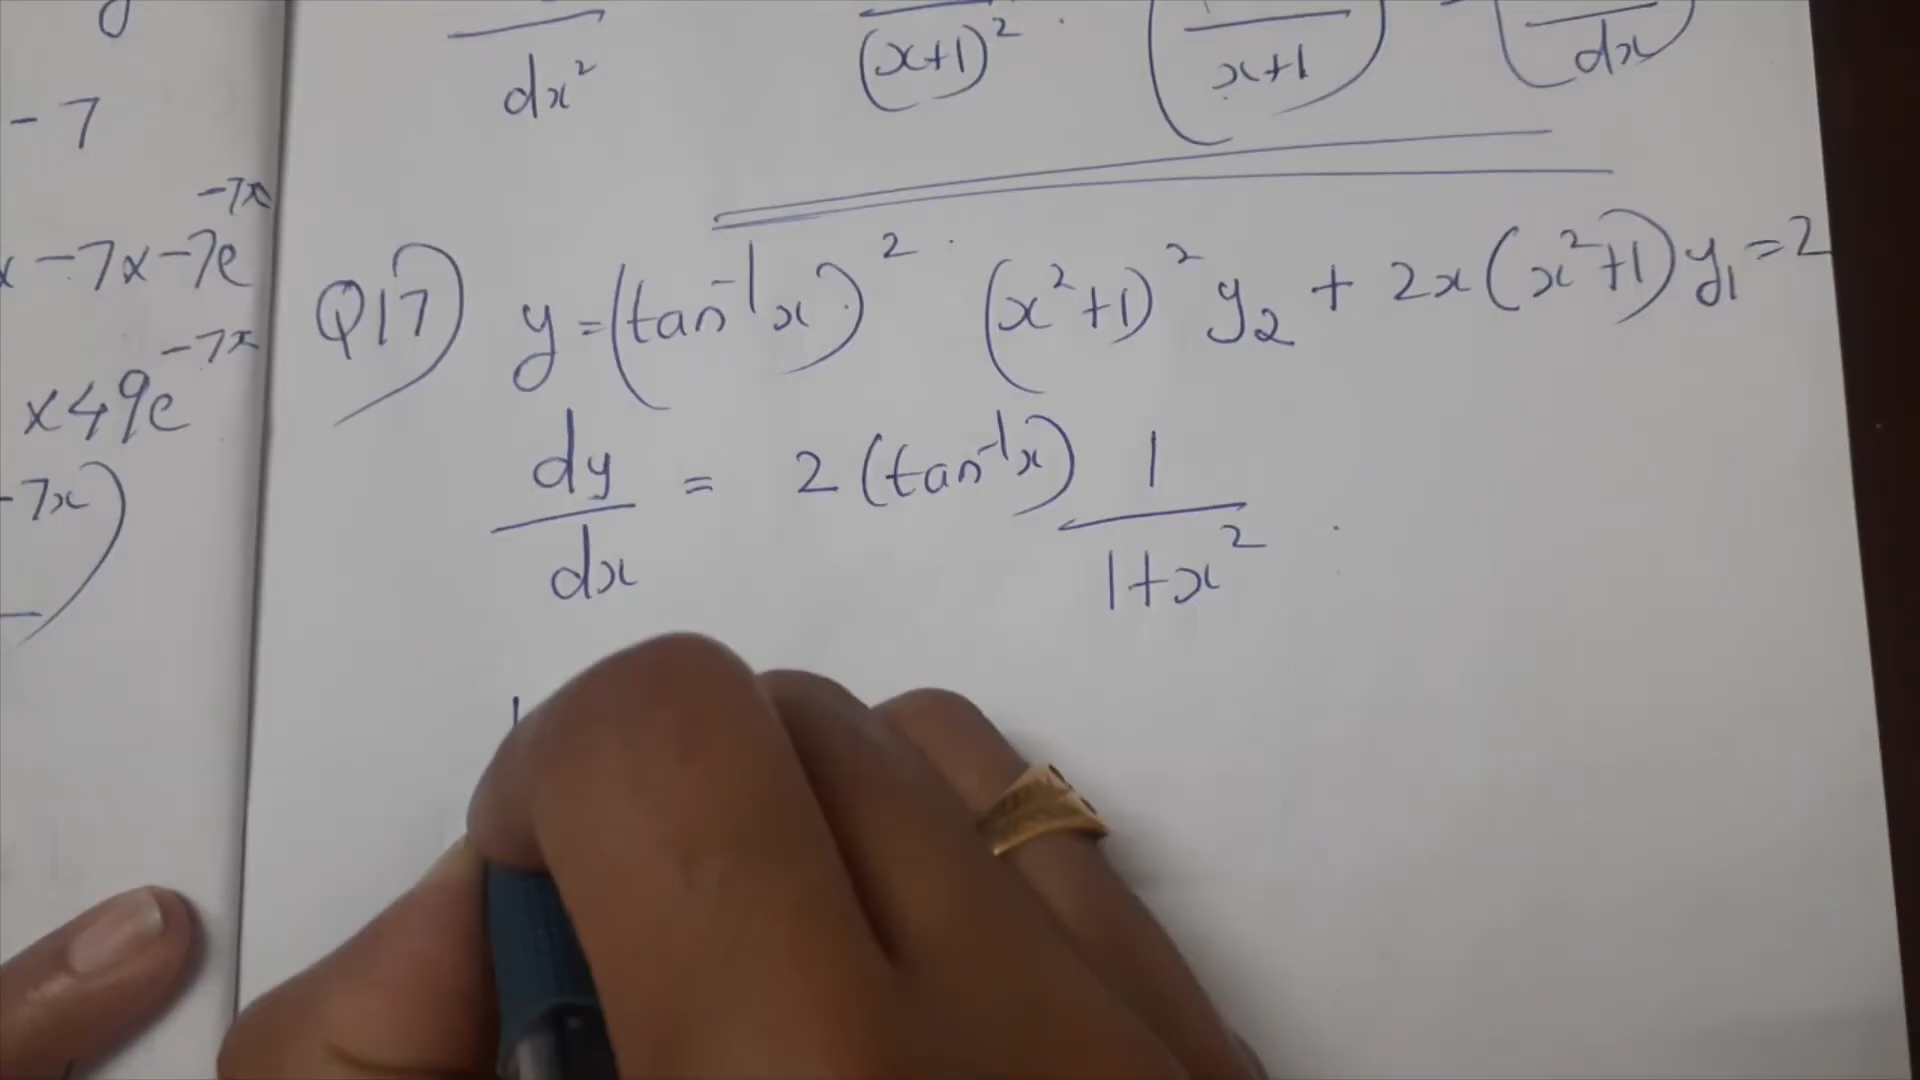 -7
-7x
x -7x-7e
-7x
x49e
-7x)
dx²
(x+1)² . ( x+1 ) dx
Q17) y=(tan⁻¹x)² . (x²+1)² y₂ + 2x(x²+1)y₁=2
dy/dx = 2(tan⁻¹x) 1/1+x²